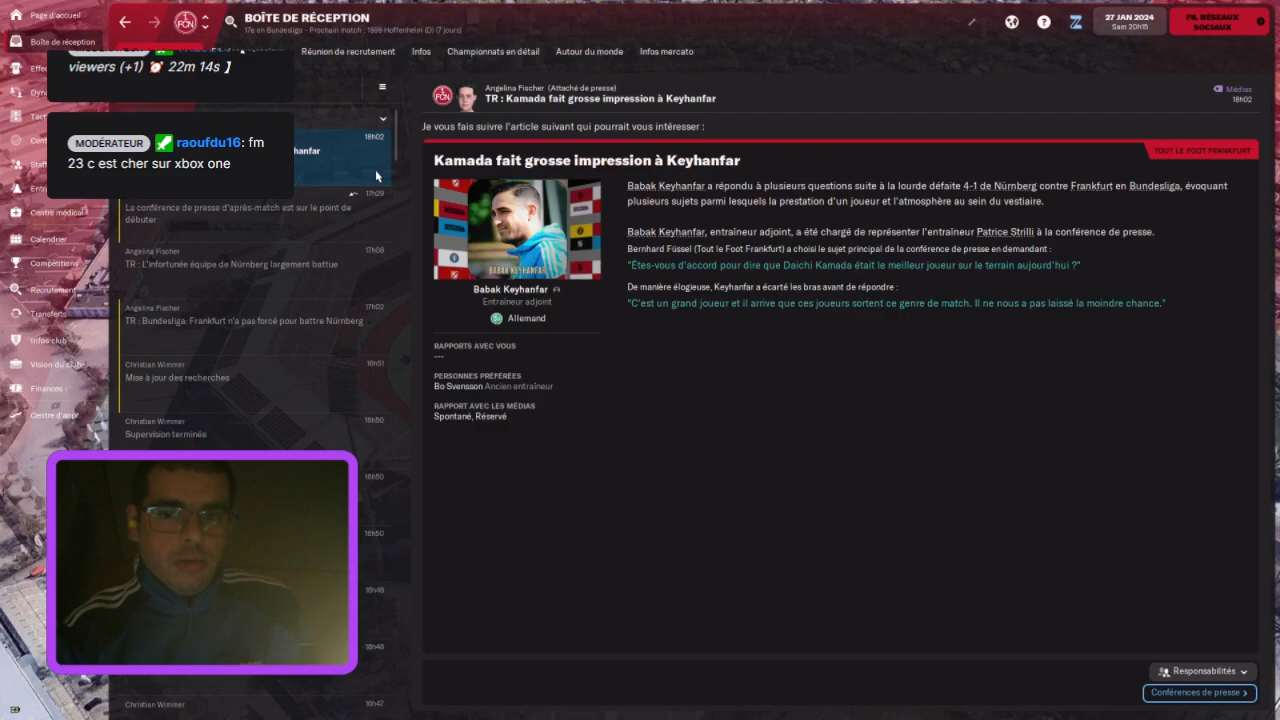 Page d'accueil
Boîte de réception
BOÎTE DE RÉCEPTION
17e en Bundesliga - Prochain match : 1899 Hoffenheim (D) (7 jours)
27 JAN 2024
Sam 20h15
FIL RÉSEAUX
SOCIAUX
Réunion de recrutement
Infos
Championnats en détail
Autour du monde
Infos mercato
viewers (+1) ⏰ 22m 14s 】
MODÉRATEUR raoufdu16: fm
23 c est cher sur xbox one
Centre médical
Calendrier
Compétitions
Recrutement
Transferts
Infos club
Vision du club
Finances
Centre d'appr.
18h02
17h29
La conférence de presse d'après-match est sur le point de
débuter
Angelina Fischer
17h08
TR : L'infortunée équipe de Nürnberg largement battue
Angelina Fischer
17h02
TR : Bundesliga: Frankfurt n'a pas forcé pour battre Nürnberg
Christian Wimmer
16h51
Mise à jour des recherches
Christian Wimmer
16h50
Supervision terminée
16h50
16h50
16h48
16h48
Christian Wimmer
16h47
Angelina Fischer (Attaché de presse)
TR : Kamada fait grosse impression à Keyhanfar
Médias
18h02
Je vous fais suivre l'article suivant qui pourrait vous intéresser :
TOUT LE FOOT FRANKFURT
Kamada fait grosse impression à Keyhanfar
BABAK KEYHANFAR
Babak Keyhanfar
Entraîneur adjoint
Allemand
RAPPORTS AVEC VOUS
---
PERSONNES PRÉFÉRÉES
Bo Svensson Ancien entraîneur
RAPPORT AVEC LES MÉDIAS
Spontané, Réservé
Babak Keyhanfar a répondu à plusieurs questions suite à la lourde défaite 4-1 de Nürnberg contre Frankfurt en Bundesliga, évoquant
plusieurs sujets parmi lesquels la prestation d'un joueur et l'atmosphère au sein du vestiaire.
Babak Keyhanfar, entraîneur adjoint, a été chargé de représenter l'entraîneur Patrice Strilli à la conférence de presse.
Bernhard Füssel (Tout le Foot Frankfurt) a choisi le sujet principal de la conférence de presse en demandant :
"Êtes-vous d'accord pour dire que Daichi Kamada était le meilleur joueur sur le terrain aujourd'hui ?"
De manière élogieuse, Keyhanfar a écarté les bras avant de répondre :
"C'est un grand joueur et il arrive que ces joueurs sortent ce genre de match. Il ne nous a pas laissé la moindre chance."
Responsabilités
Conférences de presse